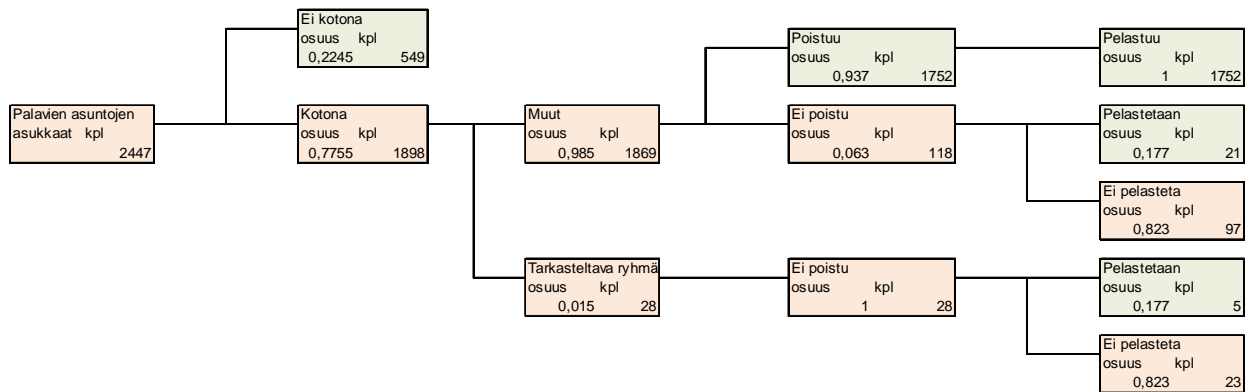 Ei kotona
osuus kpl
0,2245 549
Poistuu
osuus kpl
0,937 1752
Pelastuu
osuus kpl
1 1752
Palavien asuntojen
asukkaat kpl
2447
Kotona
osuus kpl
0,7755 1898
Muut
osuus kpl
0,985 1869
Ei poistu
osuus kpl
0,063 118
Pelastetaan
osuus kpl
0,177 21
Ei pelasteta
osuus kpl
0,823 97
Tarkasteltava ryhmä
osuus kpl
0,015 28
Ei poistu
osuus kpl
1 28
Pelastetaan
osuus kpl
0,177 5
Ei pelasteta
osuus kpl
0,823 23